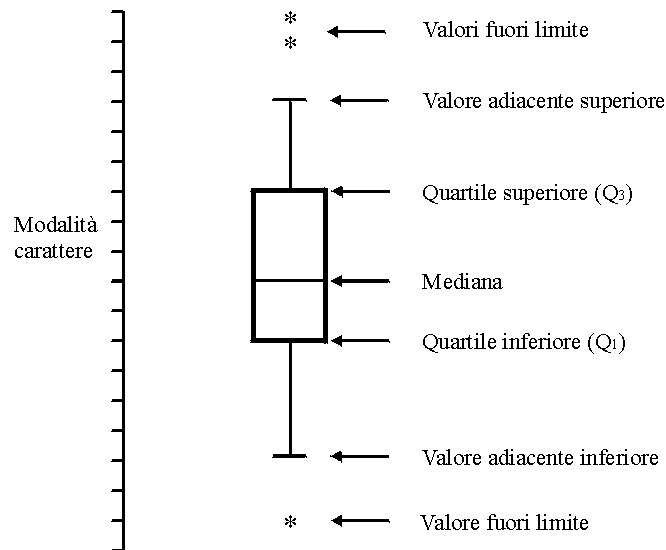 *
*
Valori fuori limite
Valore adiacente superiore
Quartile superiore (Q3)
Modalità
carattere
Mediana
Quartile inferiore (Q1)
Valore adiacente inferiore
*
Valore fuori limite